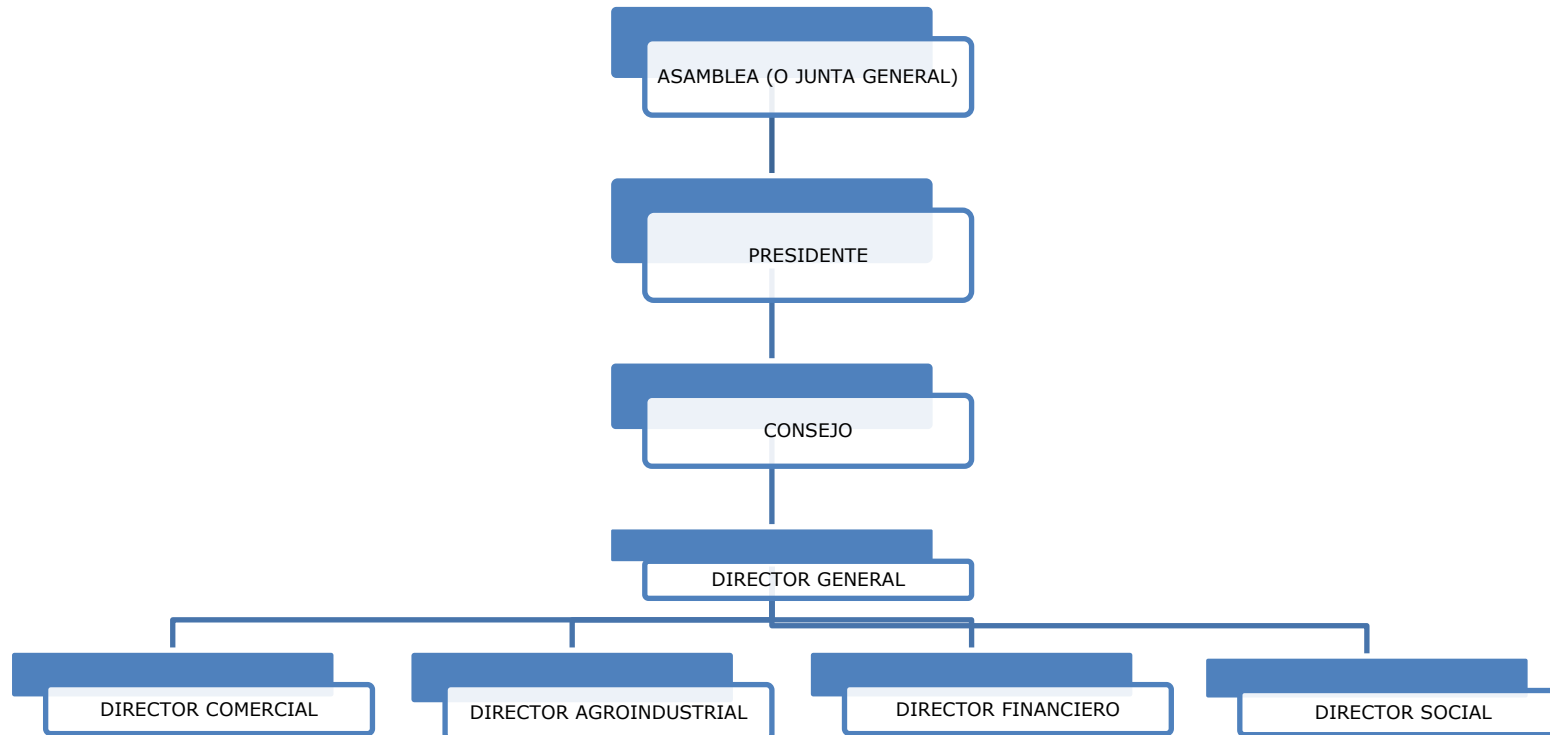 ASAMBLEA (O JUNTA GENERAL)
PRESIDENTE
CONSEJO
DIRECTOR GENERAL
DIRECTOR COMERCIAL
DIRECTOR AGROINDUSTRIAL
DIRECTOR FINANCIERO
DIRECTOR SOCIAL